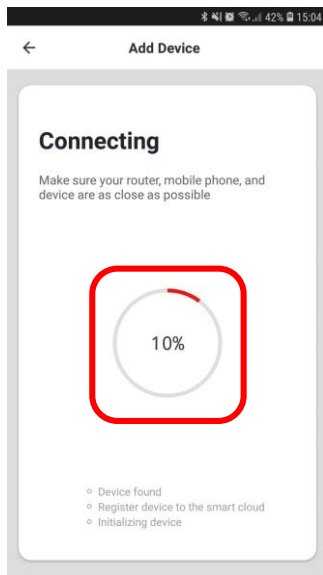 42% 15:04
Add Device
Connecting
Make sure your router, mobile phone, and
device are as close as possible
10%
Device found
Register device to the smart cloud
Initializing device